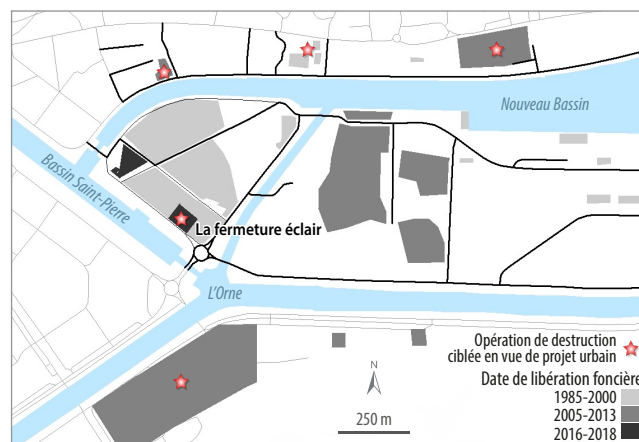 Nouveau Bassin
Bassin Saint-Pierre
La fermeture éclair
L'Orne
N
250 m
Opération de destruction
ciblée en vue de projet urbain
Date de libération foncière
1985-2000
2005-2013
2016-2018